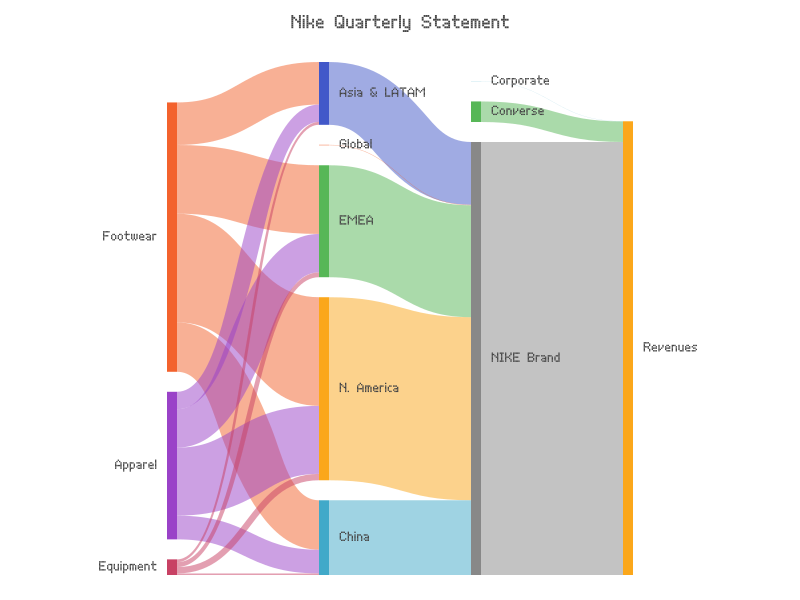 Nike Quarterly Statement
Corporate
Asia & LATAM
Converse
Global
EMEA
Footwear
Revenues
NIKE Brand
N. America
Apparel
China
Equipment